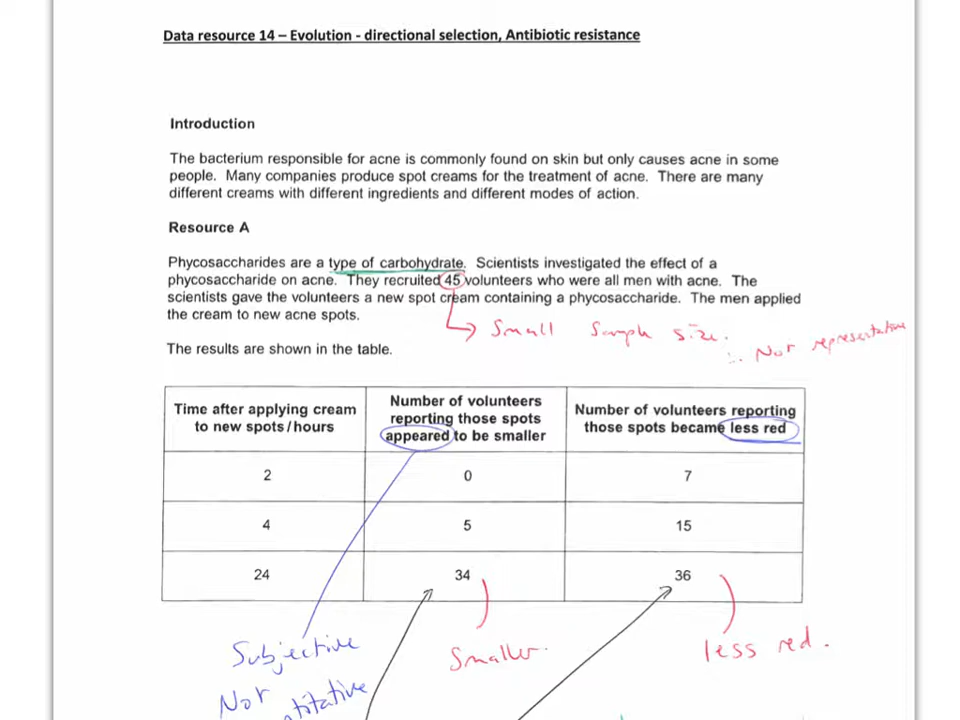 Data resource 14 – Evolution - directional selection, Antibiotic resistance
Introduction
The bacterium responsible for acne is commonly found on skin but only causes acne in some
people. Many companies produce spot creams for the treatment of acne. There are many
different creams with different ingredients and different modes of action.
Resource A
Phycosaccharides are a type of carbohydrate. Scientists investigated the effect of a
phycosaccharide on acne. They recruited 45 volunteers who were all men with acne. The
scientists gave the volunteers a new spot cream containing a phycosaccharide. The men applied
the cream to new acne spots.
Small Sample size.
∴ Not representative
The results are shown in the table.
Time after applying cream
to new spots / hours
Number of volunteers
reporting those spots
appeared to be smaller
Number of volunteers reporting
those spots became less red
2 0 7
4 5 15
24 34 36
Subjective
Not
Smaller.
less red.